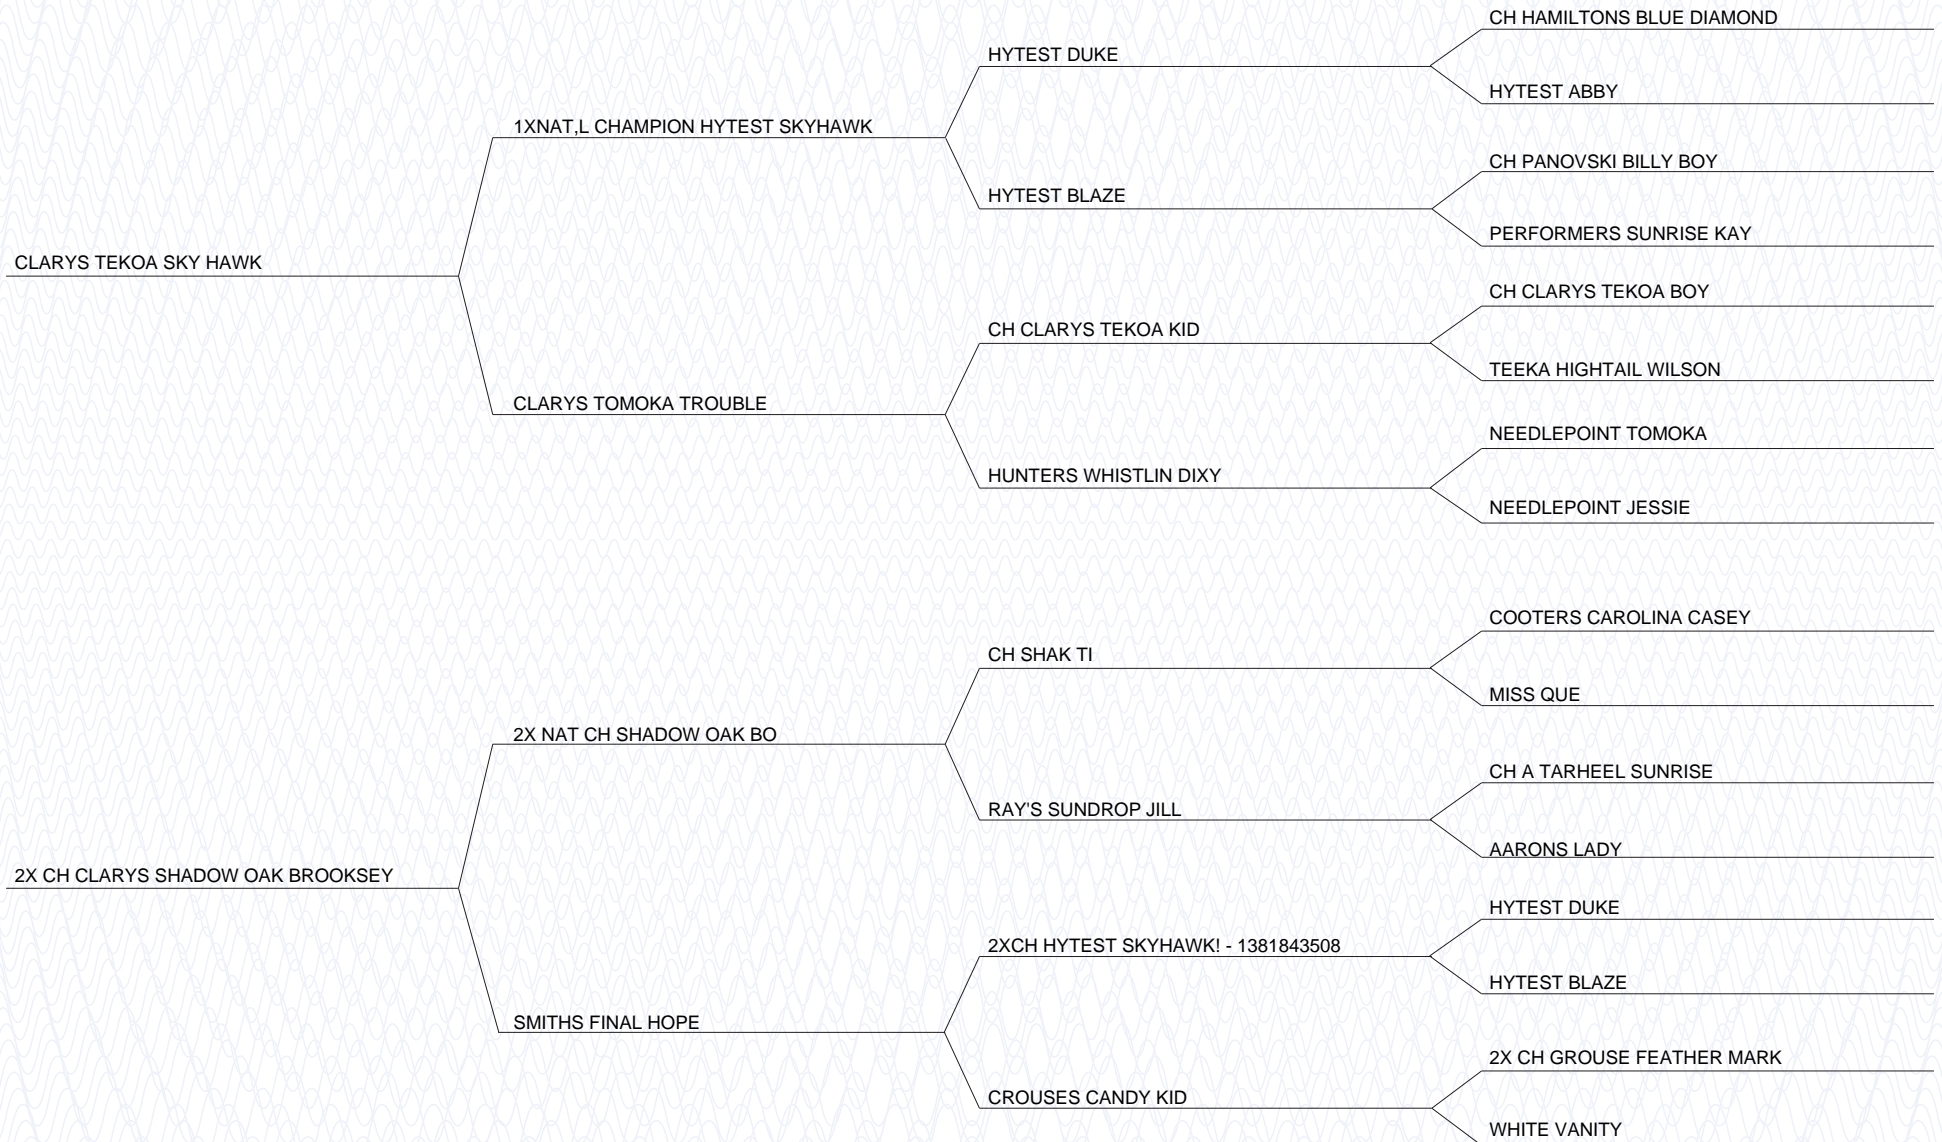 CH HAMILTONS BLUE DIAMOND
HYTEST DUKE
HYTEST ABBY
1XNAT,L CHAMPION HYTEST SKYHAWK
CH PANOVSKI BILLY BOY
HYTEST BLAZE
PERFORMERS SUNRISE KAY
CLARYS TEKOA SKY HAWK
CH CLARYS TEKOA BOY
CH CLARYS TEKOA KID
TEEKA HIGHTAIL WILSON
CLARYS TOMOKA TROUBLE
NEEDLEPOINT TOMOKA
HUNTERS WHISTLIN DIXY
NEEDLEPOINT JESSIE
COOTERS CAROLINA CASEY
CH SHAK TI
MISS QUE
2X NAT CH SHADOW OAK BO
CH A TARHEEL SUNRISE
RAY'S SUNDROP JILL
AARONS LADY
2X CH CLARYS SHADOW OAK BROOKSEY
HYTEST DUKE
2XCH HYTEST SKYHAWK! - 1381843508
HYTEST BLAZE
SMITHS FINAL HOPE
2X CH GROUSE FEATHER MARK
CROUSES CANDY KID
WHITE VANITY